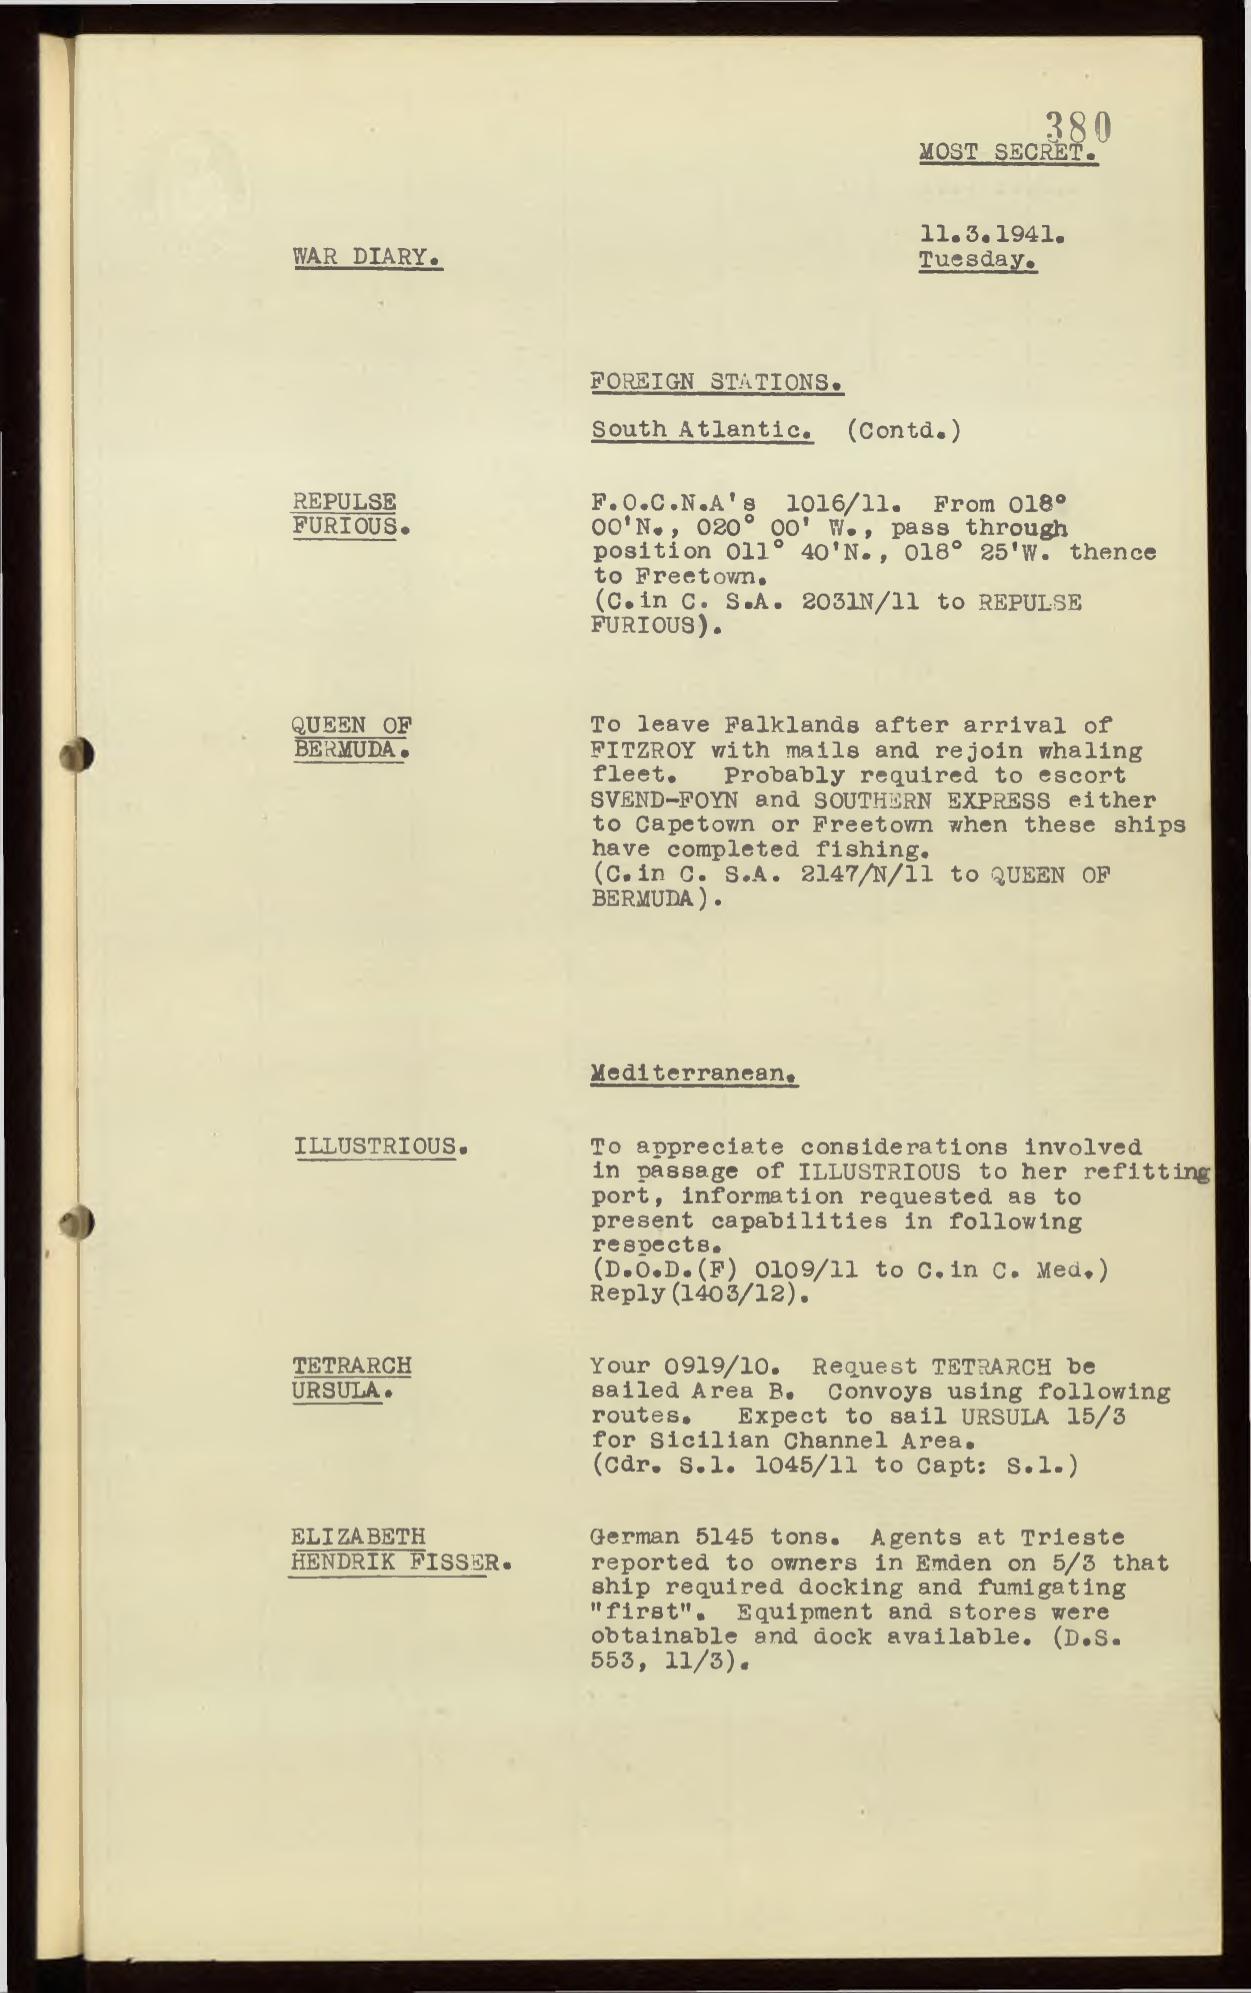 380
MOST SECRET.
11.3.1941.
WAR DIARY.
Tuesday.
FOREIGN STATIONS.
South Atlantic. (Contd.)
REPULSE
FURIOUS.
F.O.C.N.A's 1016/11. From 018°
00'N., 020° 00' W., pass through
position 011° 40'N., 018° 25'W. thence
to Freetown.
(C.in C. S.A. 2031N/11 to REPULSE
FURIOUS).
QUEEN OF
BERMUDA.
To leave Falklands after arrival of
FITZROY with mails and rejoin whaling
fleet. Probably required to escort
SVEND-FOYN and SOUTHERN EXPRESS either
to Capetown or Freetown when these ships
have completed fishing.
(C.in C. S.A. 2147/N/11 to QUEEN OF
BERMUDA).
Mediterranean.
ILLUSTRIOUS.
To appreciate considerations involved
in passage of ILLUSTRIOUS to her refitting
port, information requested as to
present capabilities in following
respects.
(D.O.D.(F) 0109/11 to C.in C. Med.)
Reply(1403/12).
TETRARCH
URSULA.
Your 0919/10. Request TETRARCH be
sailed Area B. Convoys using following
routes. Expect to sail URSULA 15/3
for Sicilian Channel Area.
(Cdr. S.1. 1045/11 to Capt: S.1.)
ELIZABETH
HENDRIK FISSER.
German 5145 tons. Agents at Trieste
reported to owners in Emden on 5/3 that
ship required docking and fumigating
"first". Equipment and stores were
obtainable and dock available. (D.S.
553, 11/3).